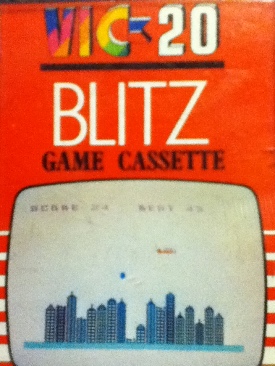 VIC-20
BLITZ
GAME CASSETTE
SCORE 24 BEST 43